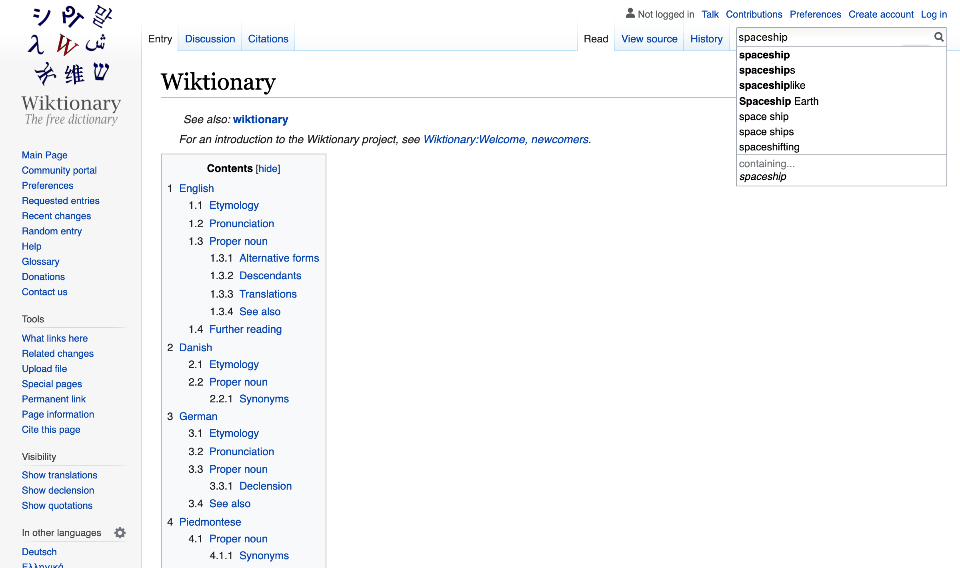 シ
விகி
말
λ
W
ش
維
ש
Wiktionary
The free dictionary
Main Page
Community portal
Preferences
Requested entries
Recent changes
Random entry
Help
Glossary
Donations
Contact us
Tools
What links here
Related changes
Upload file
Special pages
Permanent link
Page information
Cite this page
Visibility
Show translations
Show declension
Show quotations
In other languages
Deutsch
Ελληνικά
Not logged in Talk Contributions Preferences Create account Log in
Entry Discussion Citations
Read View source History
spaceship
spaceship
spaceships
spaceshiplike
Spaceship Earth
space ship
space ships
spaceshifting
containing...
spaceship
Wiktionary
See also: wiktionary
For an introduction to the Wiktionary project, see Wiktionary:Welcome, newcomers.
Contents [hide]
1 English
1.1 Etymology
1.2 Pronunciation
1.3 Proper noun
1.3.1 Alternative forms
1.3.2 Descendants
1.3.3 Translations
1.3.4 See also
1.4 Further reading
2 Danish
2.1 Etymology
2.2 Proper noun
2.2.1 Synonyms
3 German
3.1 Etymology
3.2 Pronunciation
3.3 Proper noun
3.3.1 Declension
3.4 See also
4 Piedmontese
4.1 Proper noun
4.1.1 Synonyms